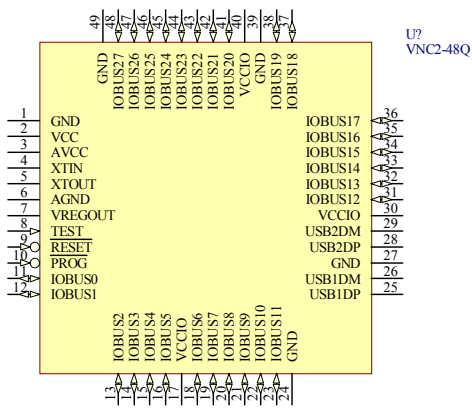 49 48 47 46 45 44 43 42 41 40 39 38 37
GND IOBUS27 IOBUS26 IOBUS25 IOBUS24 IOBUS23 IOBUS22 IOBUS21 IOBUS20 VCCIO GND IOBUS19 IOBUS18
U?
VNC2-48Q
1 GND IOBUS17 36
2 VCC IOBUS16 35
3 AVCC IOBUS15 34
4 XTIN IOBUS14 33
5 XTOUT IOBUS13 32
6 AGND IOBUS12 31
7 VREGOUT VCCIO 30
8 TEST USB2DM 29
9 RESET USB2DP 28
10 PROG GND 27
11 IOBUS0 USB1DM 26
12 IOBUS1 USB1DP 25
IOBUS2 IOBUS3 IOBUS4 IOBUS5 VCCIO IOBUS6 IOBUS7 IOBUS8 IOBUS9 IOBUS10 IOBUS11 GND
13 14 15 16 17 18 19 20 21 22 23 24